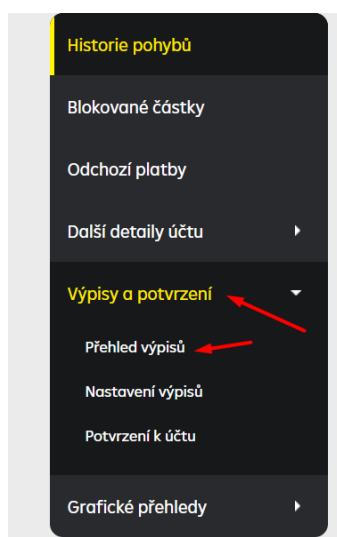 Historie pohybů
Blokované částky
Odchozí platby
Další detaily účtu
Výpisy a potvrzení
Přehled výpisů
Nastavení výpisů
Potvrzení k účtu
Grafické přehledy